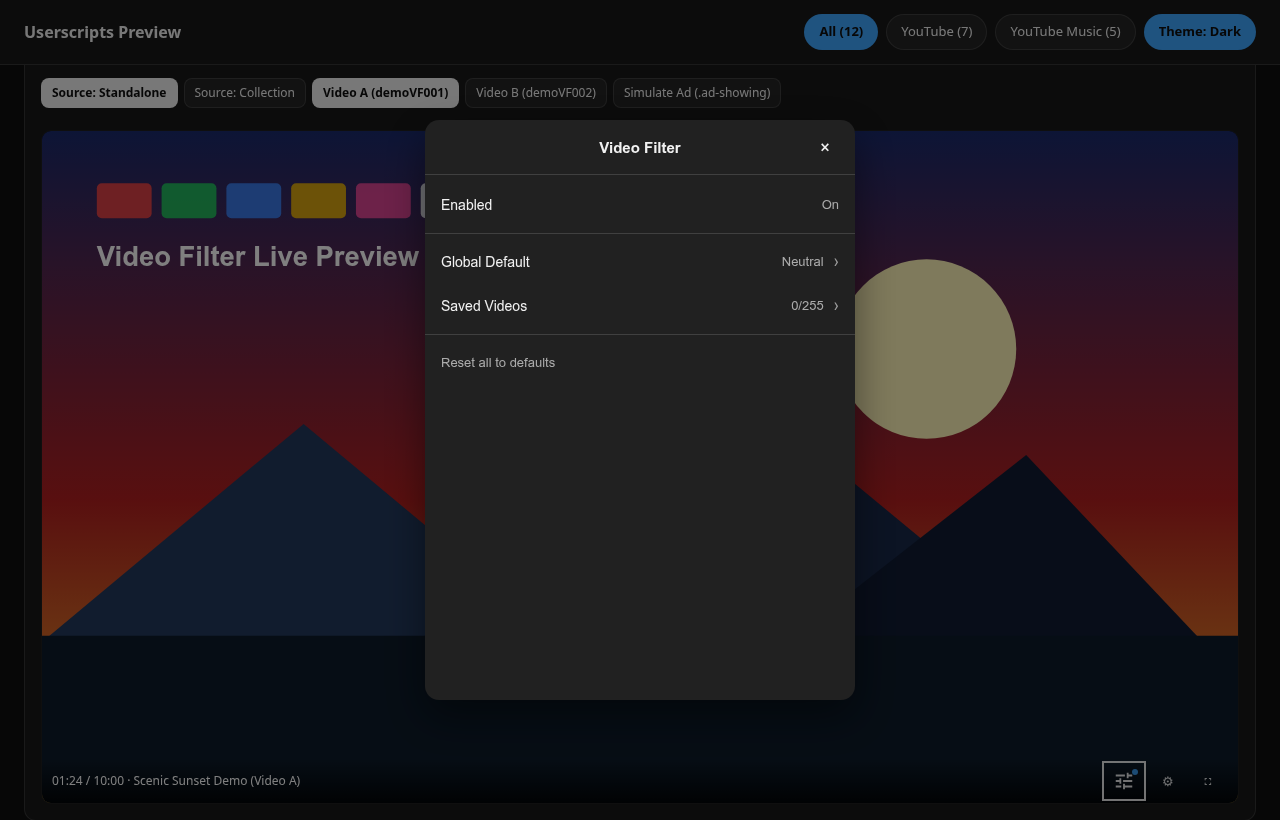 Userscripts Preview
All (12)
YouTube (7)
YouTube Music (5)
Theme: Dark
Source: Standalone
Source: Collection
Video A (demoVF001)
Video B (demoVF002)
Simulate Ad (.ad-showing)
Video Filter Live Preview
Video Filter
×
Enabled
On
Global Default
Neutral ›
Saved Videos
0/255 ›
Reset all to defaults
01:24 / 10:00 · Scenic Sunset Demo (Video A)